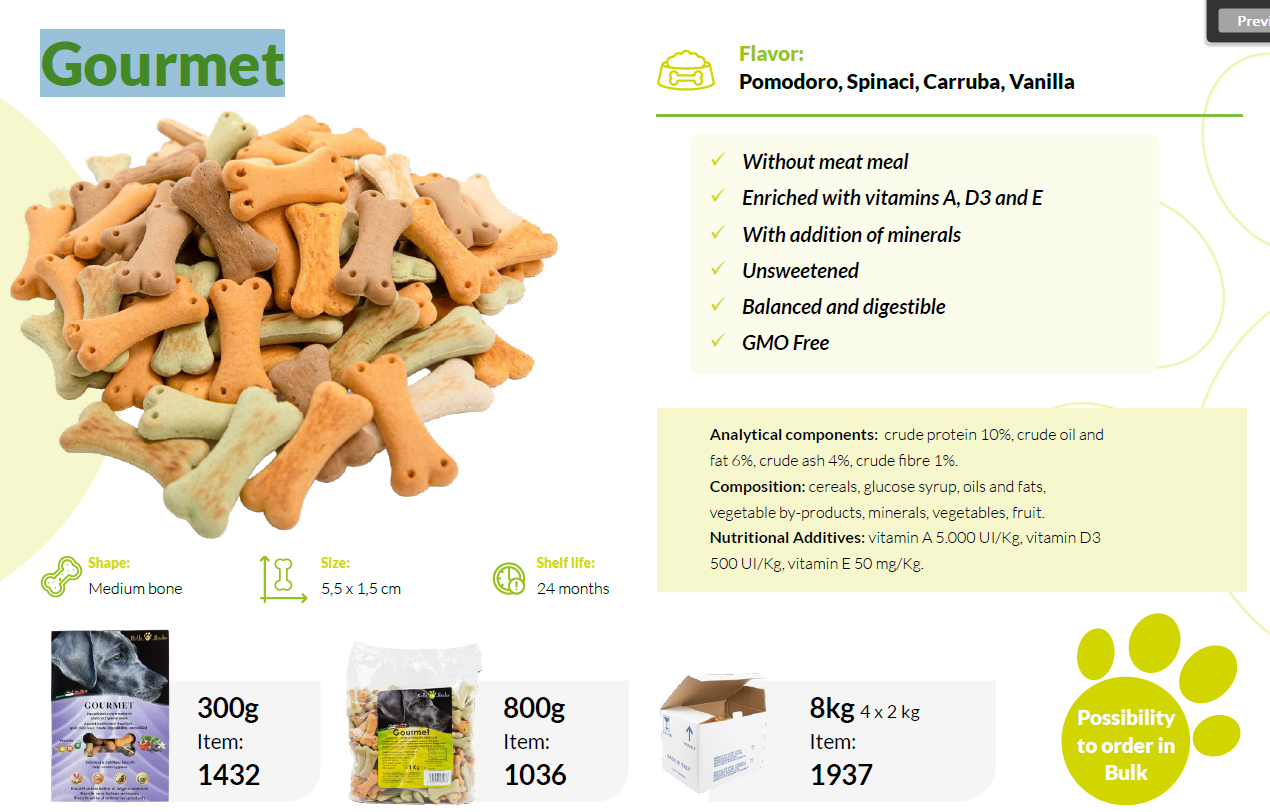 Gourmet
Previ
Flavor:
Pomodoro, Spinaci, Carruba, Vanilla
Without meat meal
Enriched with vitamins A, D3 and E
With addition of minerals
Unsweetened
Balanced and digestible
GMO Free
Analytical components: crude protein 10%, crude oil and
fat 6%, crude ash 4%, crude fibre 1%.
Composition: cereals, glucose syrup, oils and fats,
vegetable by-products, minerals, vegetables, fruit.
Nutritional Additives: vitamin A 5.000 UI/Kg, vitamin D3
500 UI/Kg, vitamin E 50 mg/Kg.
Shape:
Medium bone
Size:
5,5 x 1,5 cm
Shelf life:
24 months
GOURMET
300g
Item:
1432
Gourmet
1 Kg
800g
Item:
1036
8kg 4 x 2 kg
Item:
1937
Possibility
to order in
Bulk